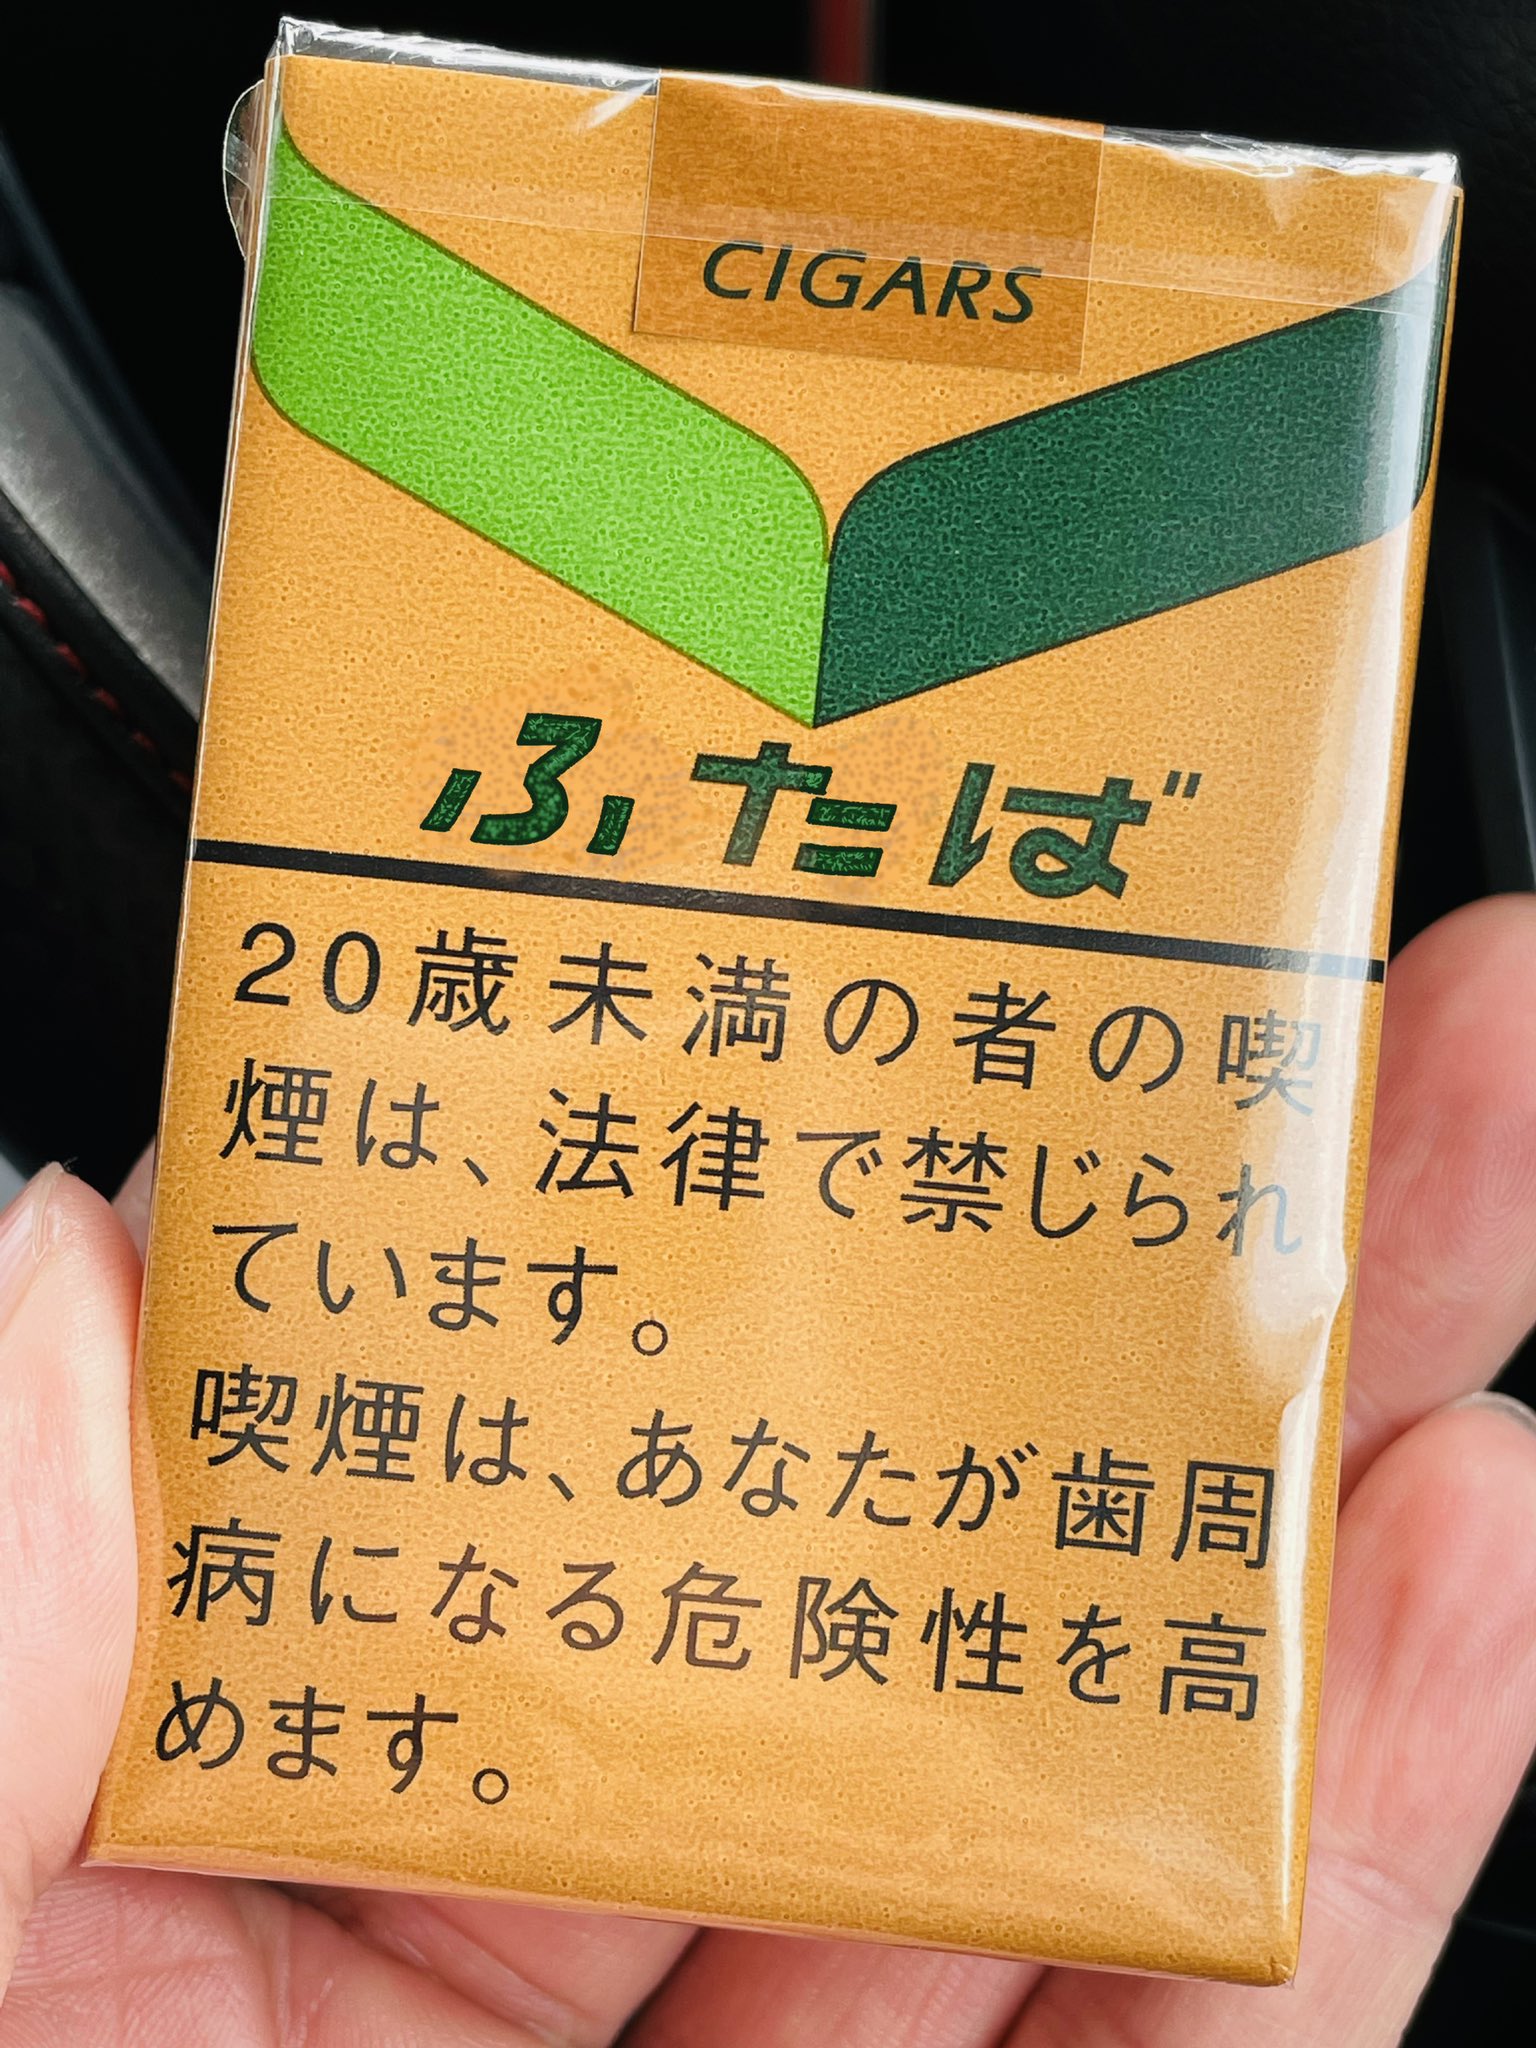 CIGARS
ふたば
20歳未満の者の喫
煙は、法律で禁じられ
ています。
喫煙は、あなたが歯周
病になる危険性を高
めます。